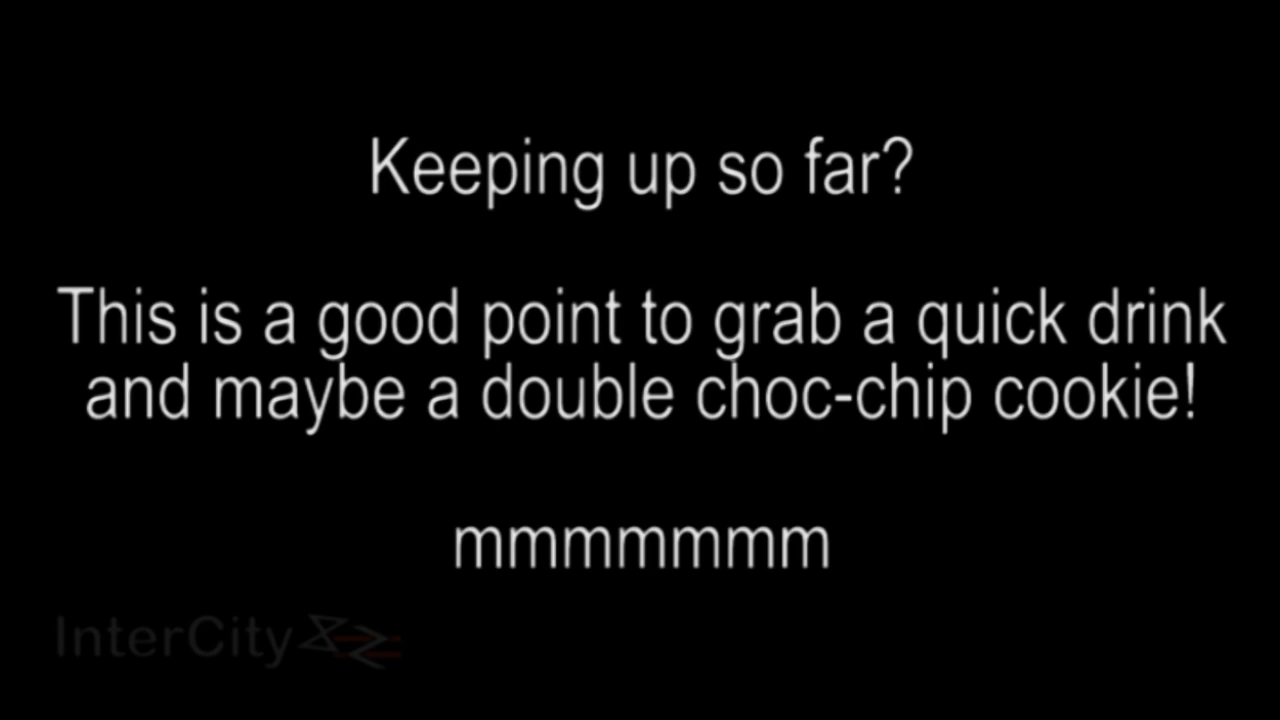 Keeping up so far?
This is a good point to grab a quick drink
and maybe a double choc-chip cookie!
mmmmmmm
InterCity